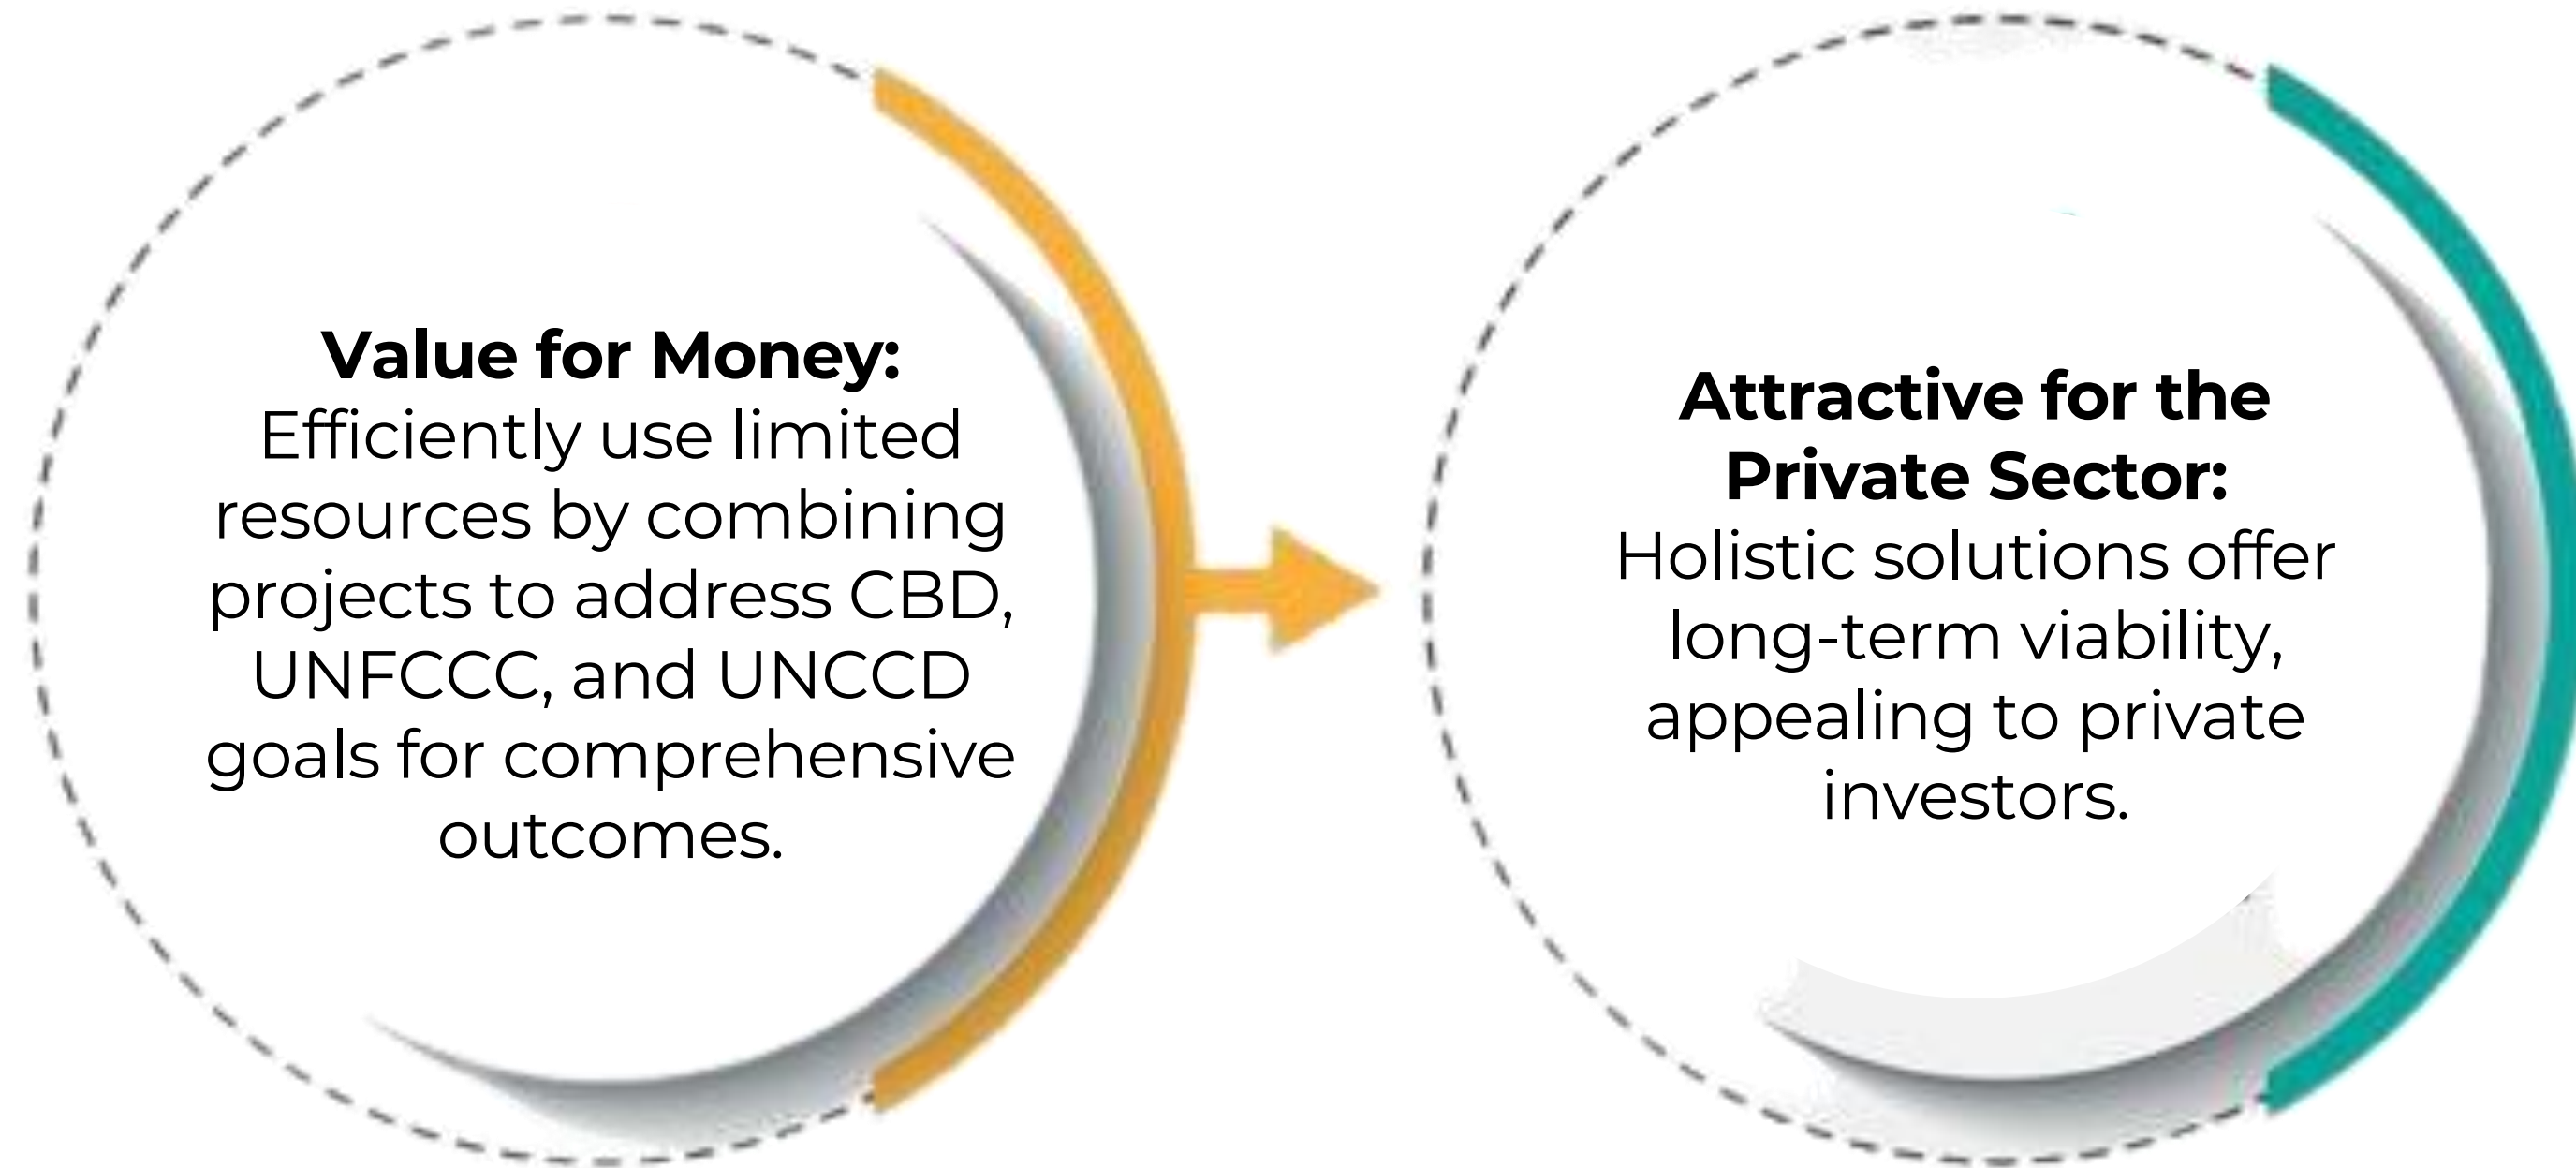 Value for Money:
Efficiently use limited
resources by combining
projects to address CBD,
UNFCCC, and UNCCD
goals for comprehensive
outcomes.
Attractive for the
Private Sector:
Holistic solutions offer
long-term viability,
appealing to private
investors.